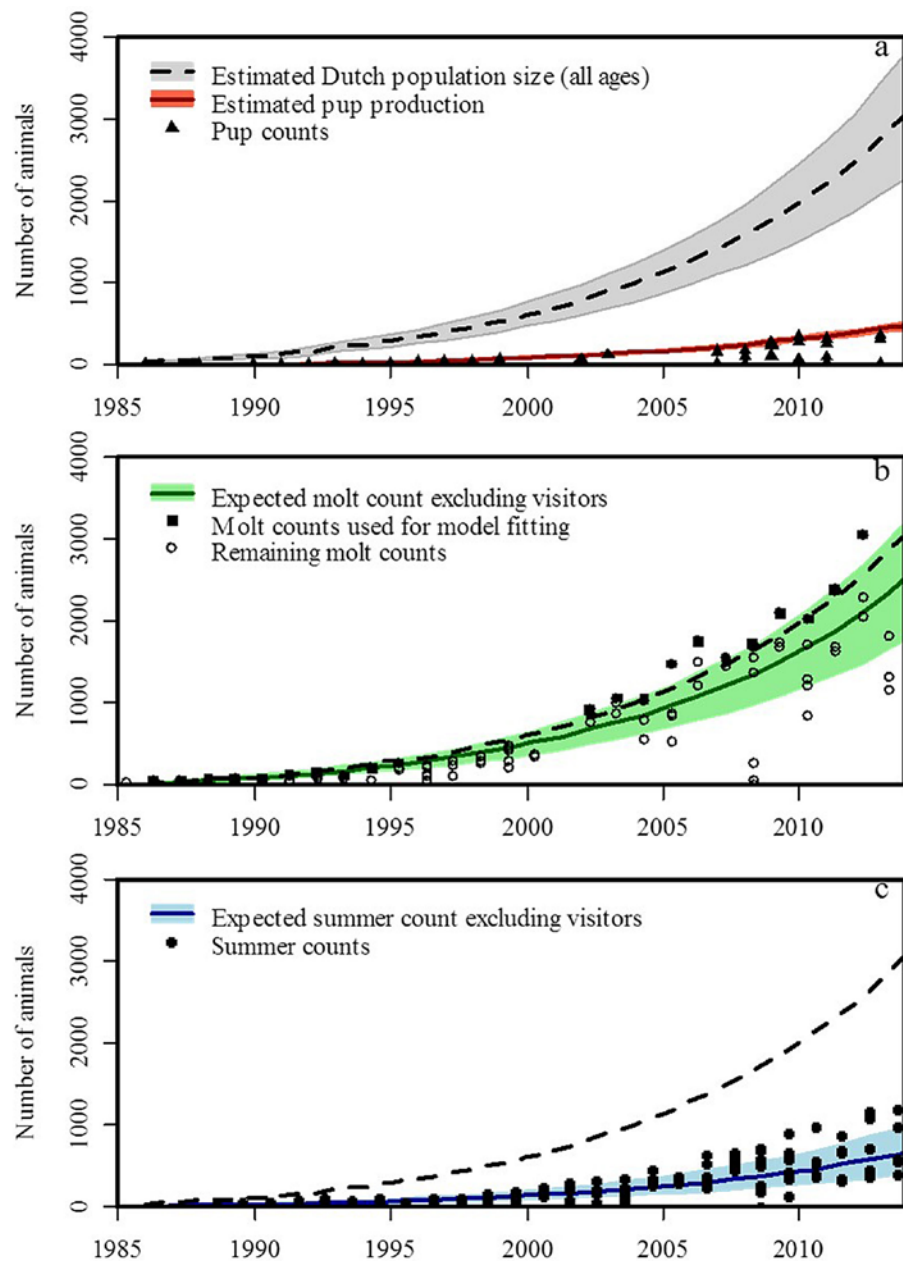 a
4000
3000
2000
1000
0
Number of animals
Estimated Dutch population size (all ages)
Estimated pup production
Pup counts
1985 1990 1995 2000 2005 2010
b
4000
3000
2000
1000
0
Number of animals
Expected molt count excluding visitors
Molt counts used for model fitting
Remaining molt counts
1985 1990 1995 2000 2005 2010
c
4000
3000
2000
1000
0
Number of animals
Expected summer count excluding visitors
Summer counts
1985 1990 1995 2000 2005 2010